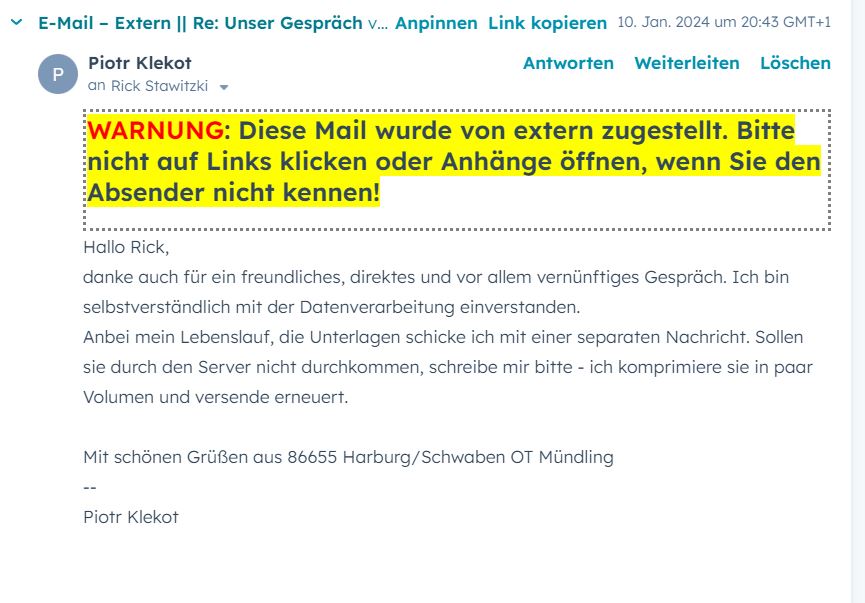 E-Mail – Extern || Re: Unser Gespräch v... Anpinnen Link kopieren 10. Jan. 2024 um 20:43 GMT+1
P
Piotr Klekot
Antworten Weiterleiten Löschen
an Rick Stawitzki
WARNUNG: Diese Mail wurde von extern zugestellt. Bitte
nicht auf Links klicken oder Anhänge öffnen, wenn Sie den
Absender nicht kennen!
Hallo Rick,
danke auch für ein freundliches, direktes und vor allem vernünftiges Gespräch. Ich bin
selbstverständlich mit der Datenverarbeitung einverstanden.
Anbei mein Lebenslauf, die Unterlagen schicke ich mit einer separaten Nachricht. Sollen
sie durch den Server nicht durchkommen, schreibe mir bitte - ich komprimiere sie in paar
Volumen und versende erneuert.
Mit schönen Grüßen aus 86655 Harburg/Schwaben OT Mündling
--
Piotr Klekot